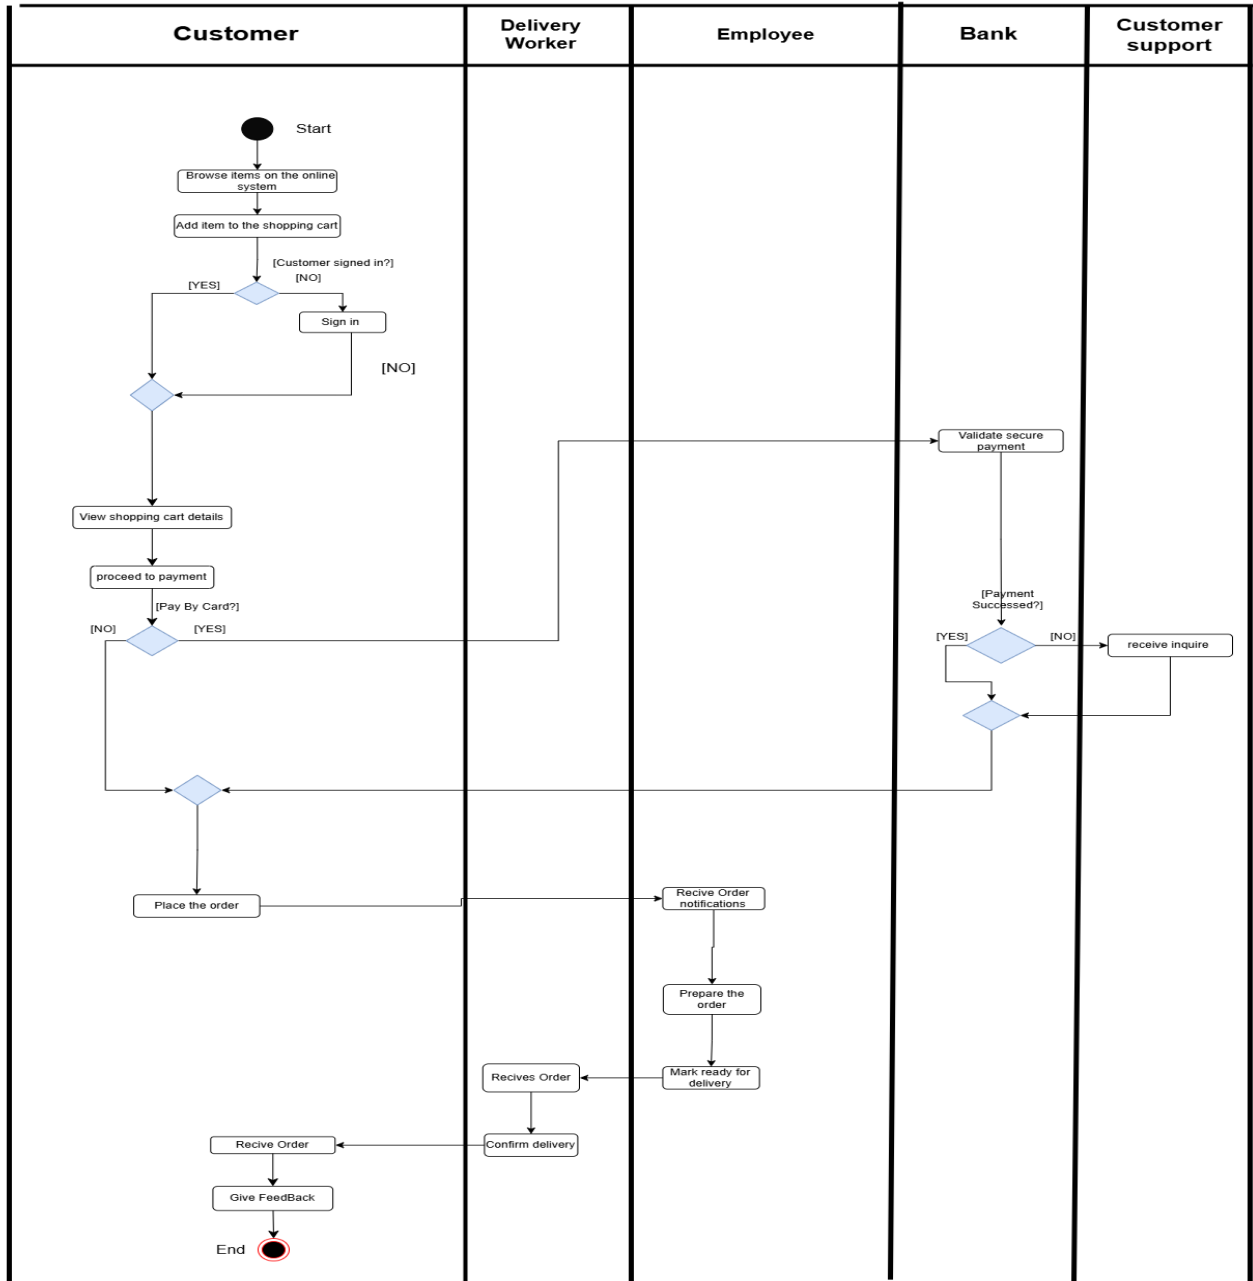 Customer
Delivery
Worker
Employee
Bank
Customer
support
Start
Browse items on the online
system
Add item to the shopping cart
[Customer signed in?]
[YES]
[NO]
Sign in
[NO]
Validate secure
payment
View shopping cart details
proceed to payment
[Pay By Card?]
[NO]
[YES]
[Payment
Successed?]
[YES]
[NO]
receive inquire
Place the order
Recive Order
notifications
Prepare the
order
Mark ready for
delivery
Recives Order
Confirm delivery
Recive Order
Give FeedBack
End